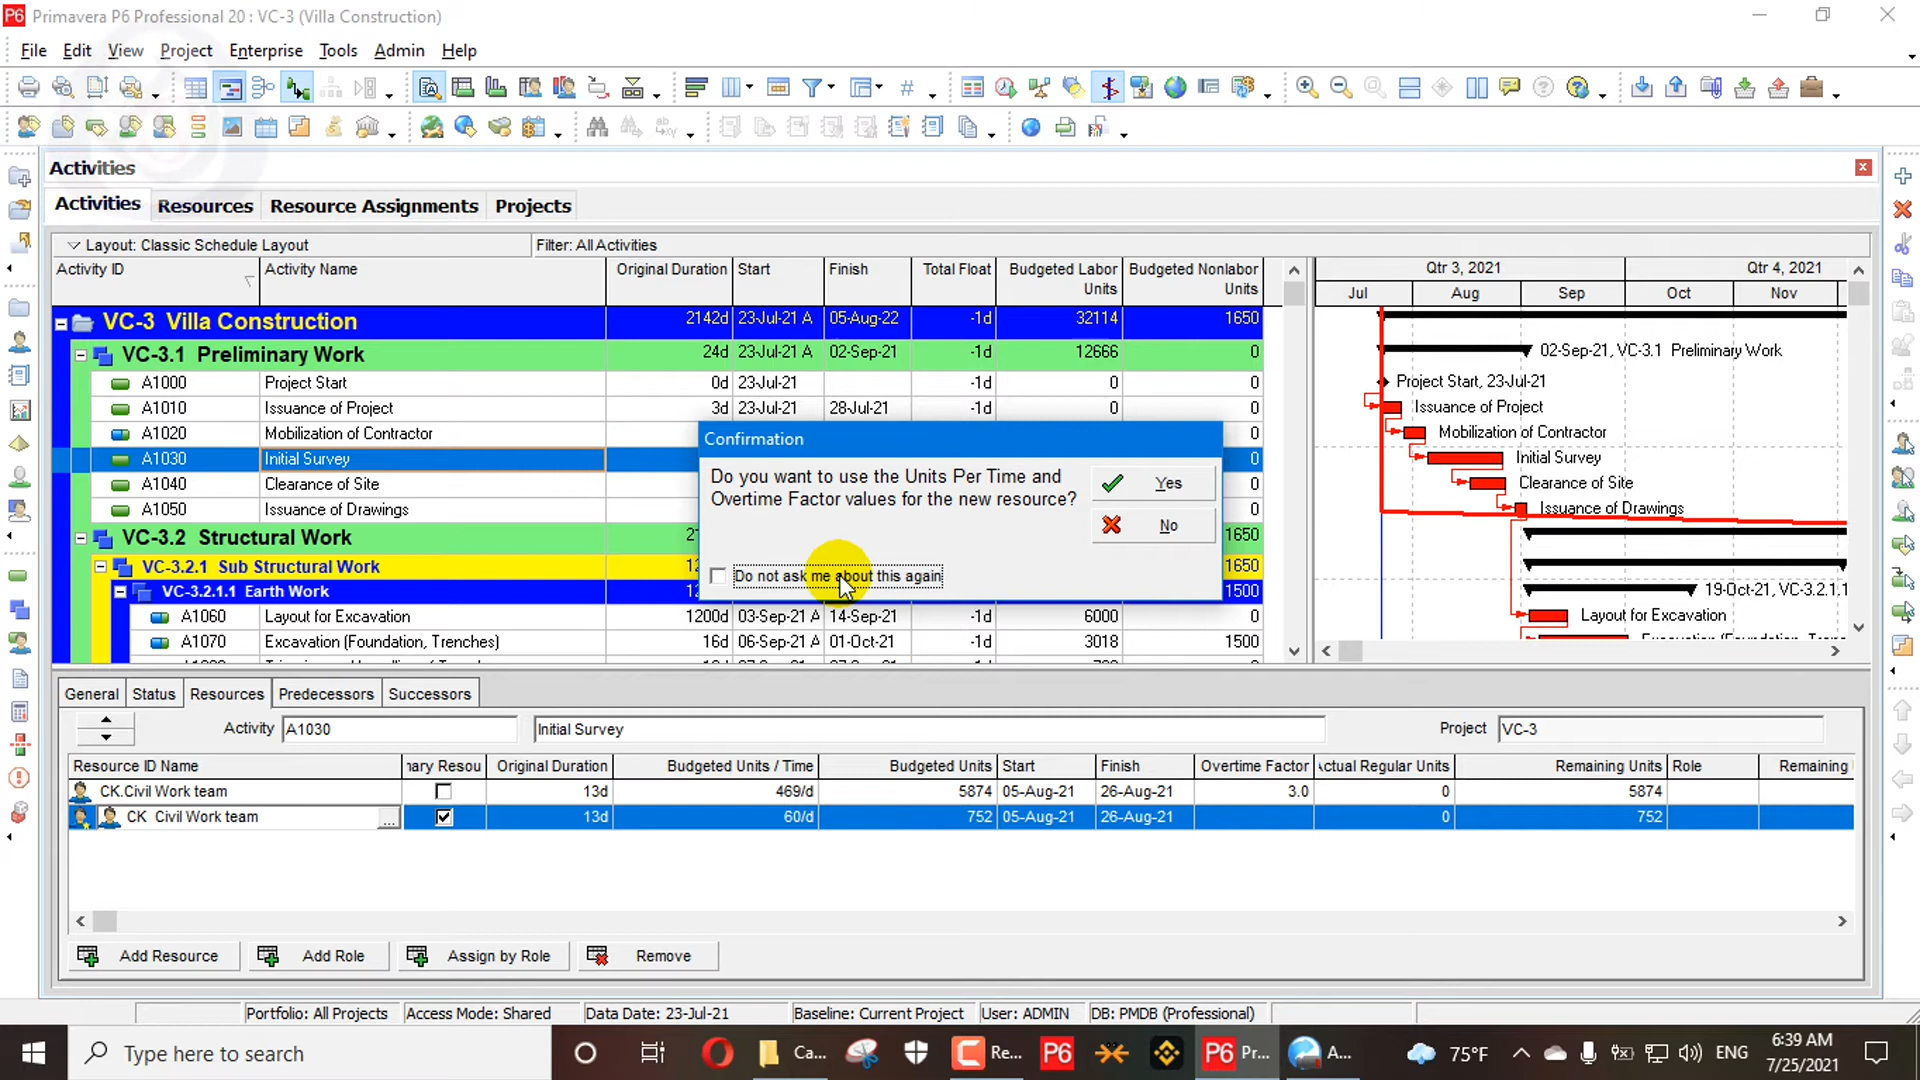 Primavera P6 Professional 20 : VC-3 (Villa Construction)
File Edit View Project Enterprise Tools Admin Help
Activities
Activities Resources Resource Assignments Projects
Layout: Classic Schedule Layout Filter: All Activities
Activity ID Activity Name Original Duration Start Finish Total Float Budgeted Labor Units Budgeted Nonlabor Units
Qtr 3, 2021 Qtr 4, 2021
Jul Aug Sep Oct Nov
VC-3 Villa Construction 2142d 23-Jul-21 A 05-Aug-22 -1d 32114 1650
VC-3.1 Preliminary Work 24d 23-Jul-21 A 02-Sep-21 -1d 12666 0 02-Sep-21, VC-3.1 Preliminary Work
A1000 Project Start 0d 23-Jul-21 -1d 0 0 Project Start, 23-Jul-21
A1010 Issuance of Project 3d 23-Jul-21 28-Jul-21 -1d 0 0 Issuance of Project
A1020 Mobilization of Contractor 0 Mobilization of Contractor
A1030 Initial Survey 0 Initial Survey
A1040 Clearance of Site 0 Clearance of Site
A1050 Issuance of Drawings 0 Issuance of Drawings
VC-3.2 Structural Work 1650
VC-3.2.1 Sub Structural Work 1650
VC-3.2.1.1 Earth Work 1500 19-Oct-21, VC-3.2.1.1
A1060 Layout for Excavation 1200d 03-Sep-21 A 14-Sep-21 -1d 6000 0 Layout for Excavation
A1070 Excavation (Foundation, Trenches) 16d 06-Sep-21 A 01-Oct-21 -1d 3018 1500
Confirmation
Do you want to use the Units Per Time and
Overtime Factor values for the new resource?
Yes
No
Do not ask me about this again
General Status Resources Predecessors Successors
Activity A1030 Initial Survey Project VC-3
Resource ID Name nary Resou Original Duration Budgeted Units / Time Budgeted Units Start Finish Overtime Factor Actual Regular Units Remaining Units Role Remaining
CK.Civil Work team 13d 469/d 5874 05-Aug-21 26-Aug-21 3.0 0 5874
CK Civil Work team ... 13d 60/d 752 05-Aug-21 26-Aug-21 0 752
Add Resource Add Role Assign by Role Remove
Portfolio: All Projects Access Mode: Shared Data Date: 23-Jul-21 Baseline: Current Project User: ADMIN DB: PMDB (Professional)
Type here to search Ca... Re... P6 P6 Pr... A... 75°F ENG 6:39 AM
7/25/2021